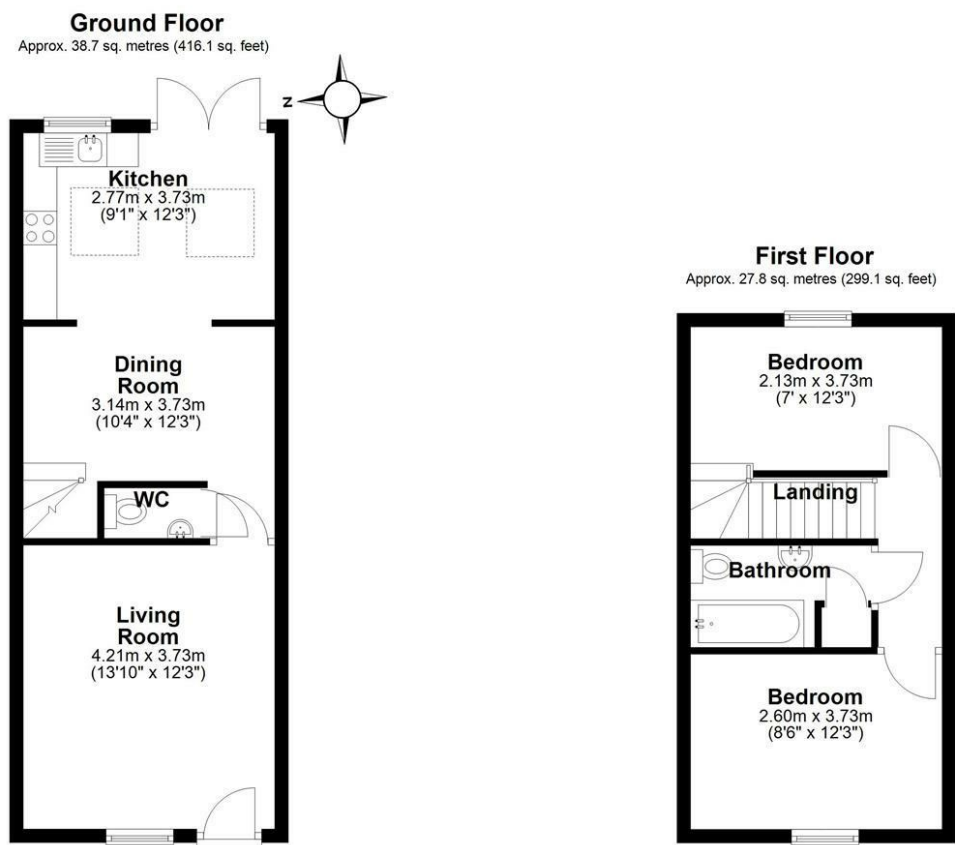 Ground Floor
Approx. 38.7 sq. metres (416.1 sq. feet)
N
Kitchen
2.77m x 3.73m
(9'1" x 12'3")
Dining
Room
3.14m x 3.73m
(10'4" x 12'3")
WC
Living
Room
4.21m x 3.73m
(13'10" x 12'3")
First Floor
Approx. 27.8 sq. metres (299.1 sq. feet)
Bedroom
2.13m x 3.73m
(7' x 12'3")
Landing
Bathroom
Bedroom
2.60m x 3.73m
(8'6" x 12'3")